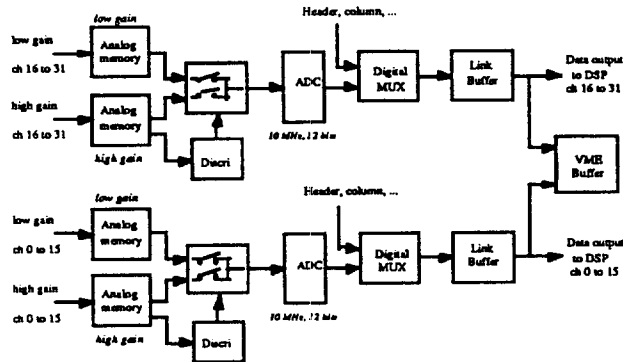 Header, column, ...
low gain
low gain
ch 16 to 31
Analog
memory
high gain
ch 16 to 31
Analog
memory
high gain
Discri
ADC
10 MHz, 12 bits
Digital
MUX
Link
Buffer
Data output
to DSP
ch 16 to 31
VME
Buffer
Header, column, ...
low gain
low gain
ch 0 to 15
Analog
memory
high gain
ch 0 to 15
Analog
memory
high gain
Discri
ADC
10 MHz, 12 bits
Digital
MUX
Link
Buffer
Data output
to DSP
ch 0 to 15